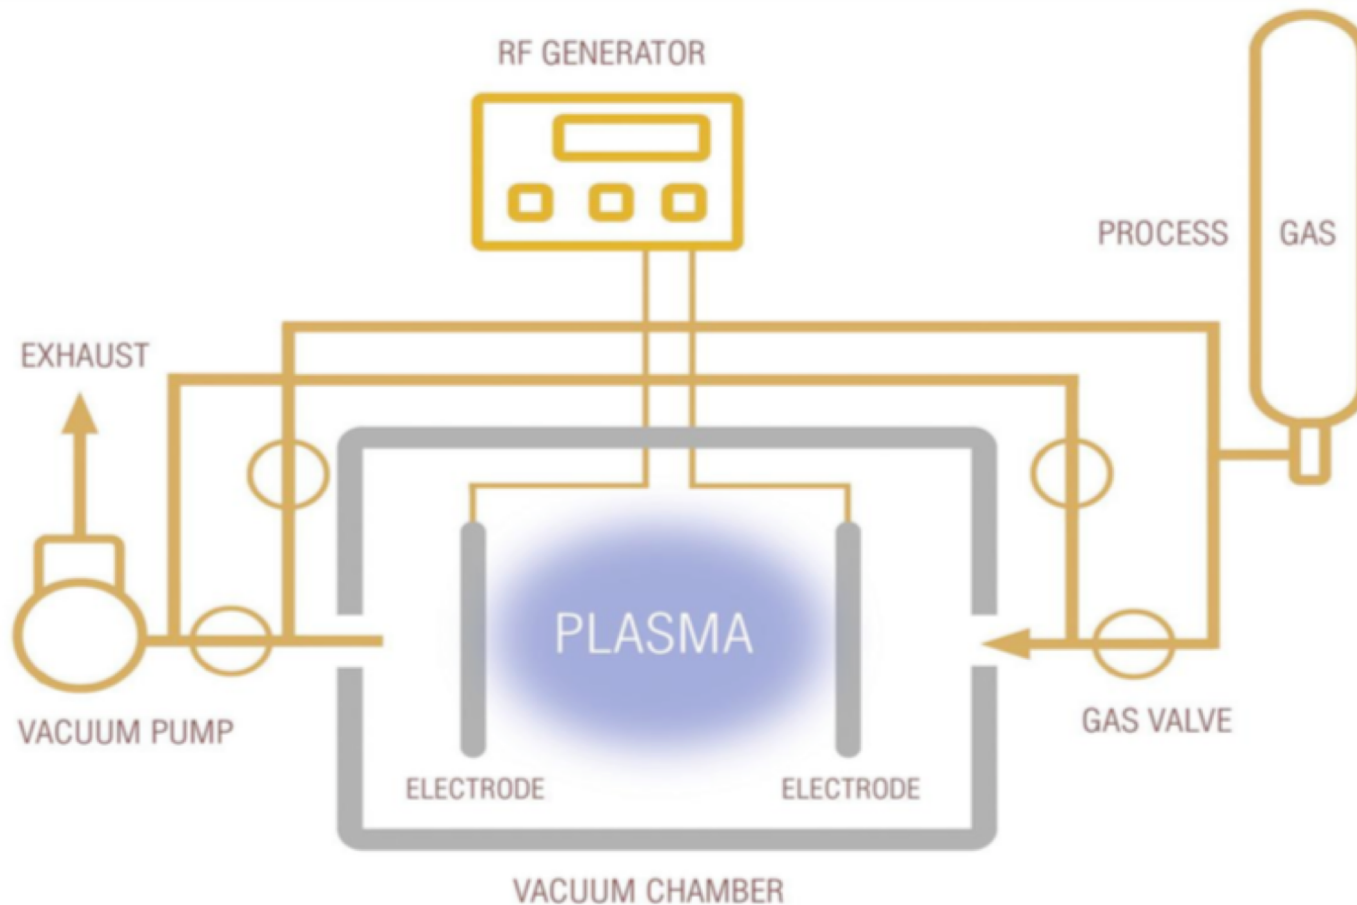 RF GENERATOR
PROCESS GAS
EXHAUST
PLASMA
VACUUM PUMP
GAS VALVE
ELECTRODE
ELECTRODE
VACUUM CHAMBER